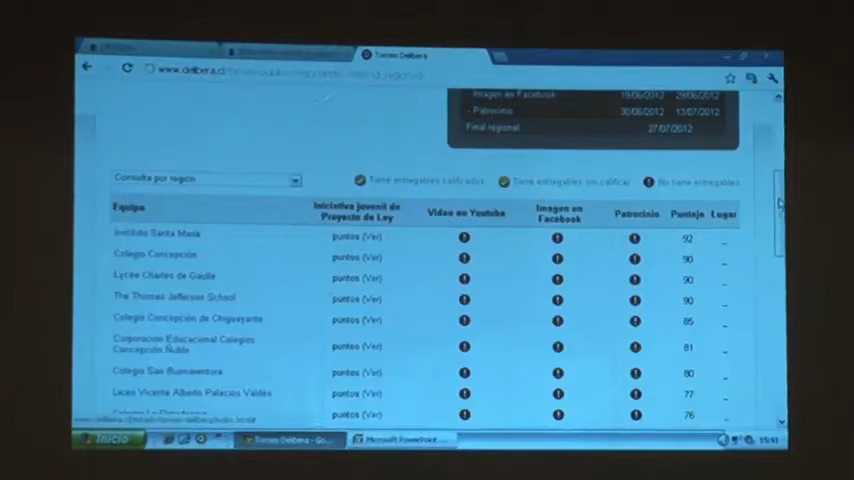 Torneo Delibera
www.delibera.cl
- Imagen en Facebook 19/06/2012 29/06/2012
- Patrocinio 30/06/2012 13/07/2012
Final regional 27/07/2012
Consulta por región
Tiene entregables calificados Tiene entregables sin calificar No tiene entregables
Equipo Iniciativa juvenil de Proyecto de Ley Video en Youtube Imagen en Facebook Patrocinio Puntaje Lugar
Instituto Santa María puntos (Ver) 92 _
Colegio Concepción puntos (Ver) 90 _
Lycée Charles de Gaulle puntos (Ver) 90 _
The Thomas Jefferson School puntos (Ver) 90 _
Colegio Concepción de Chiguayante puntos (Ver) 85 _
Corporación Educacional Colegios Concepción Ñuble puntos (Ver) 81 _
Colegio San Buenaventura puntos (Ver) 80 _
Liceo Vicente Alberto Palacios Valdés puntos (Ver) 77 _
puntos (Ver) 76 _
Inicio Torneo Delibera - Go... Microsoft PowerPoint ... 15:41